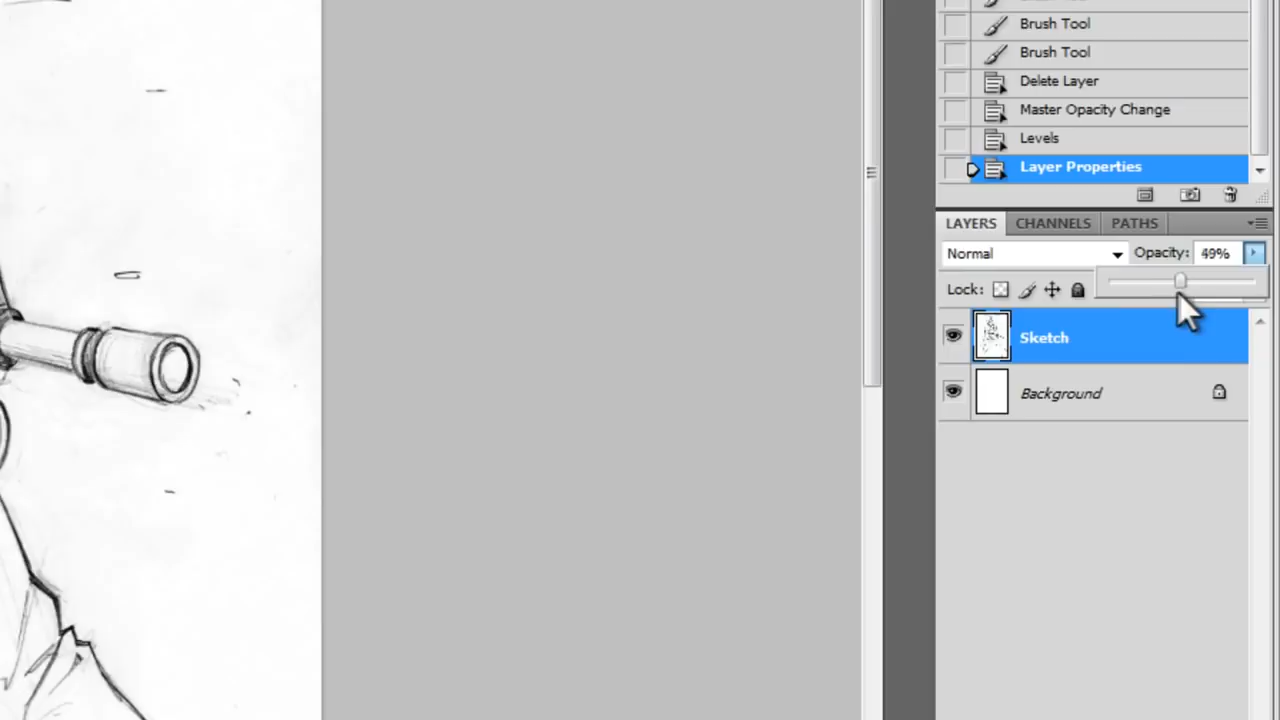 Brush Tool
Brush Tool
Delete Layer
Master Opacity Change
Levels
Layer Properties
LAYERS CHANNELS PATHS
Normal Opacity: 49%
Lock:
Sketch
Background